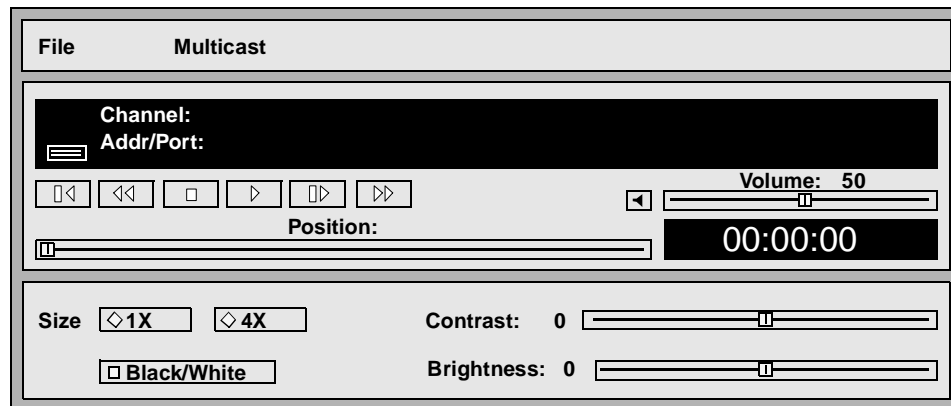 File Multicast
Channel:
Addr/Port:
Volume: 50
Position:
00:00:00
Size 1X 4X Contrast: 0
Black/White Brightness: 0